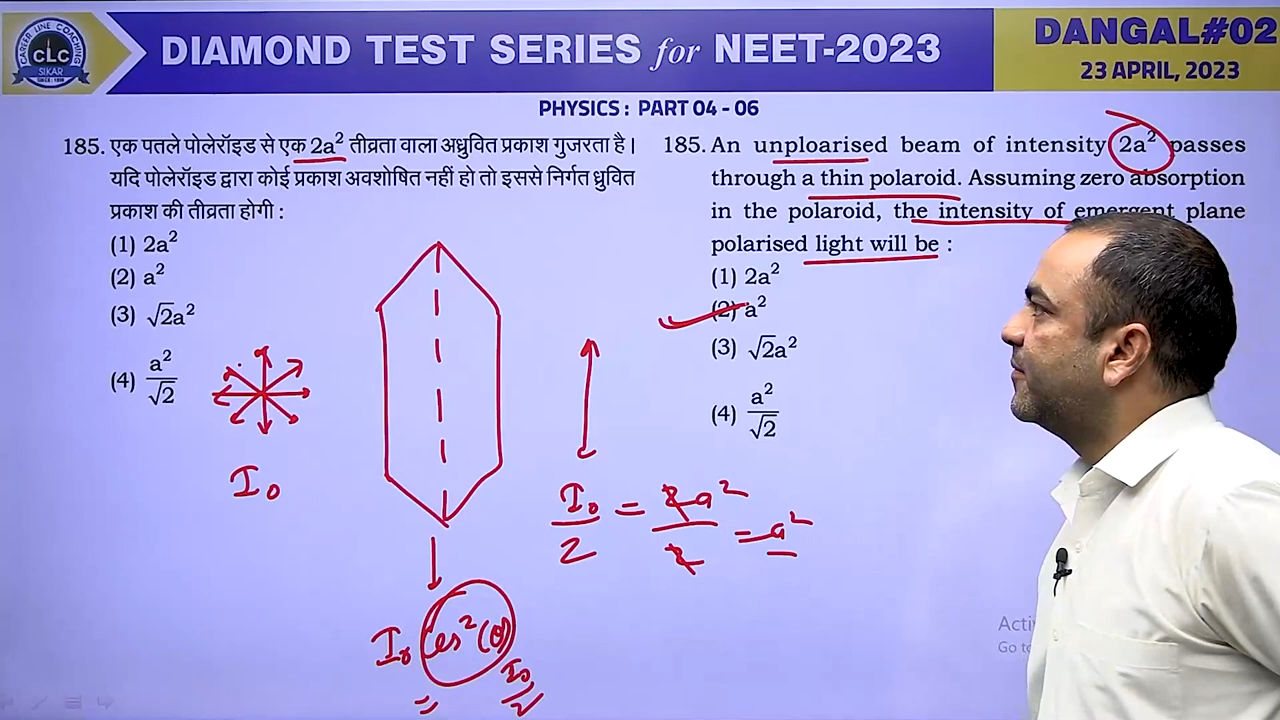 CAREER LINE COACHING
CLC
SIKAR
SINCE : 1996
DIAMOND TEST SERIES for NEET-2023
DANGAL#02
23 APRIL, 2023
PHYSICS : PART 04 - 06
185. एक पतले पोलेरॉइड से एक 2a² तीव्रता वाला अध्रुवित प्रकाश गुजरता है।
यदि पोलेरॉइड द्वारा कोई प्रकाश अवशोषित नहीं हो तो इससे निर्गत ध्रुवित
प्रकाश की तीव्रता होगी :
(1) 2a²
(2) a²
(3) √2a²
(4) a²/√2
185. An unploarised beam of intensity 2a² passes
through a thin polaroid. Assuming zero absorption
in the polaroid, the intensity of emergent plane
polarised light will be :
(1) 2a²
(2) a²
(3) √2a²
(4) a²/√2
I₀
I₀/2 = 2a²/2 = a²
I₀ cos²(θ)
I₀/2
Go to